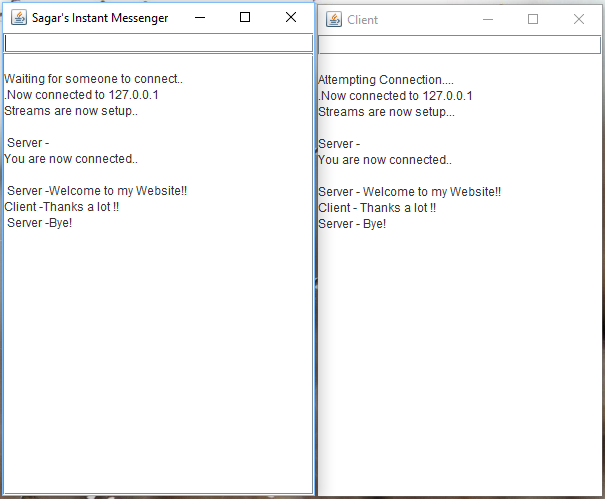 Sagar's Instant Messenger
Waiting for someone to connect..
.Now connected to 127.0.0.1
Streams are now setup..
Server -
You are now connected..
Server -Welcome to my Website!!
Client -Thanks a lot !!
Server -Bye!
Client
Attempting Connection....
.Now connected to 127.0.0.1
Streams are now setup...
Server -
You are now connected..
Server - Welcome to my Website!!
Client - Thanks a lot !!
Server - Bye!